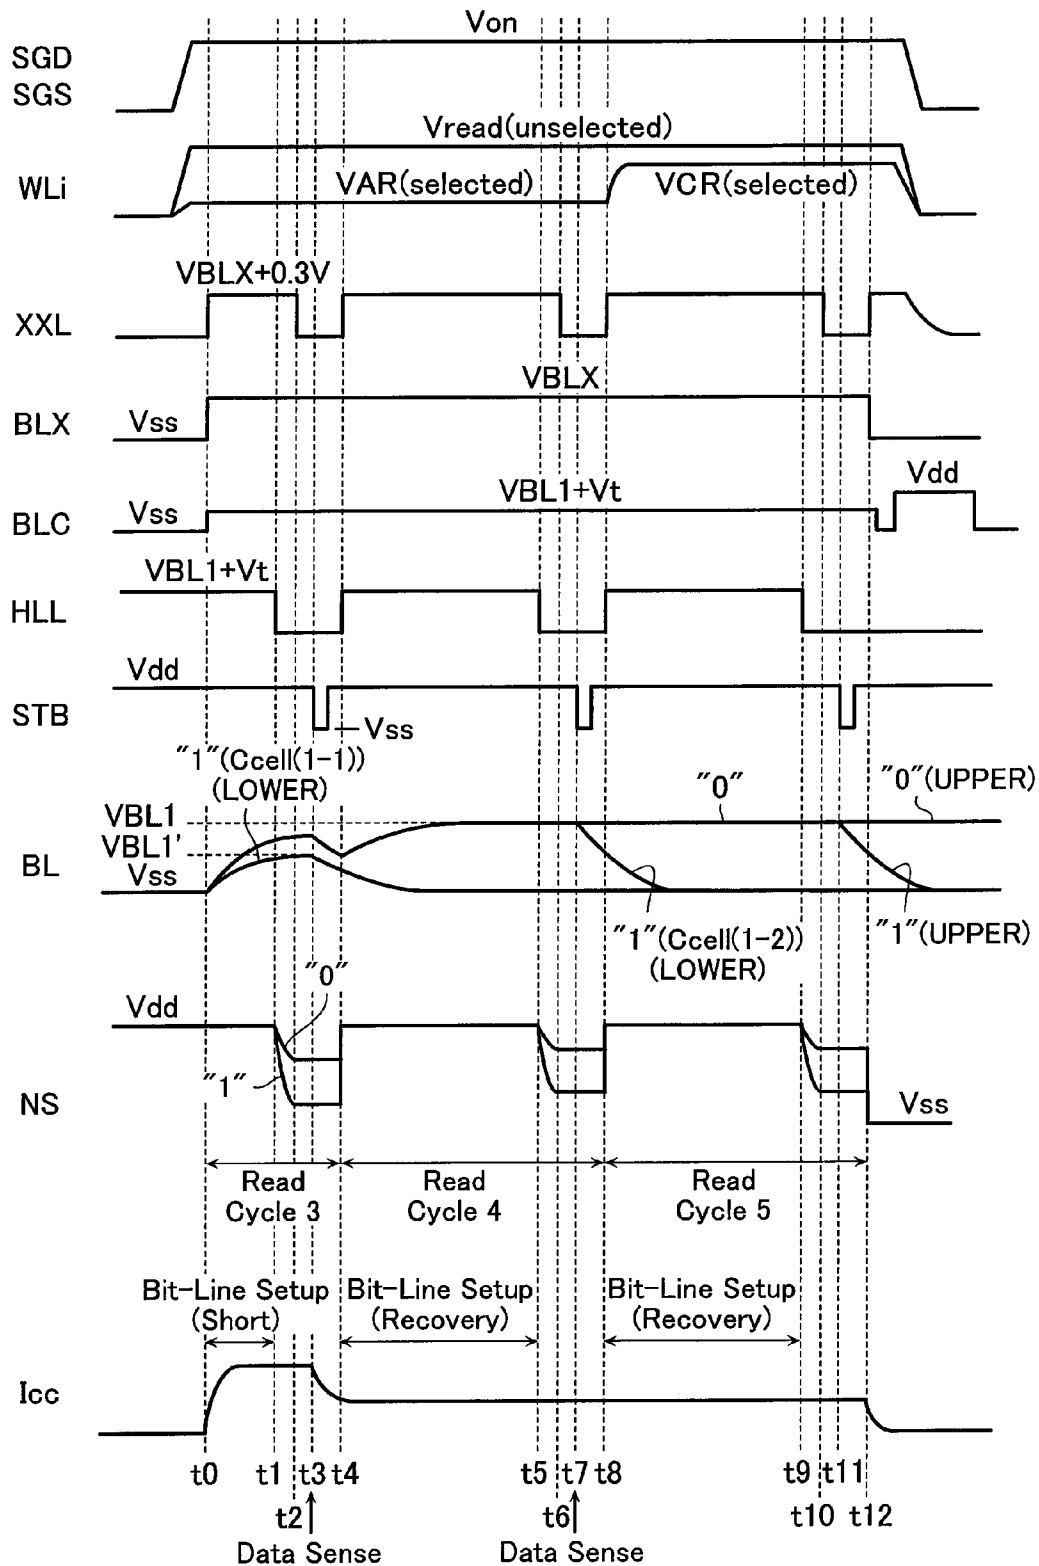 Von
SGD
SGS
Vread(unselected)
WLi
VAR(selected)
VCR(selected)
VBLX+0.3V
XXL
VBLX
BLX
Vss
Vdd
VBL1+Vt
BLC
Vss
VBL1+Vt
HLL
Vdd
STB
Vss
"1"(Ccell(1-1))
(LOWER)
"0"
"0"(UPPER)
VBL1
VBL1'
BL
Vss
"1"(Ccell(1-2))
(LOWER)
"1"(UPPER)
Vdd
"0"
"1"
NS
Vss
Read
Cycle 3
Read
Cycle 4
Read
Cycle 5
Bit-Line Setup
(Short)
Bit-Line Setup
(Recovery)
Bit-Line Setup
(Recovery)
Icc
t0 t1 t3 t4 t5 t7 t8 t9 t11
t2 t6 t10 t12
Data Sense Data Sense